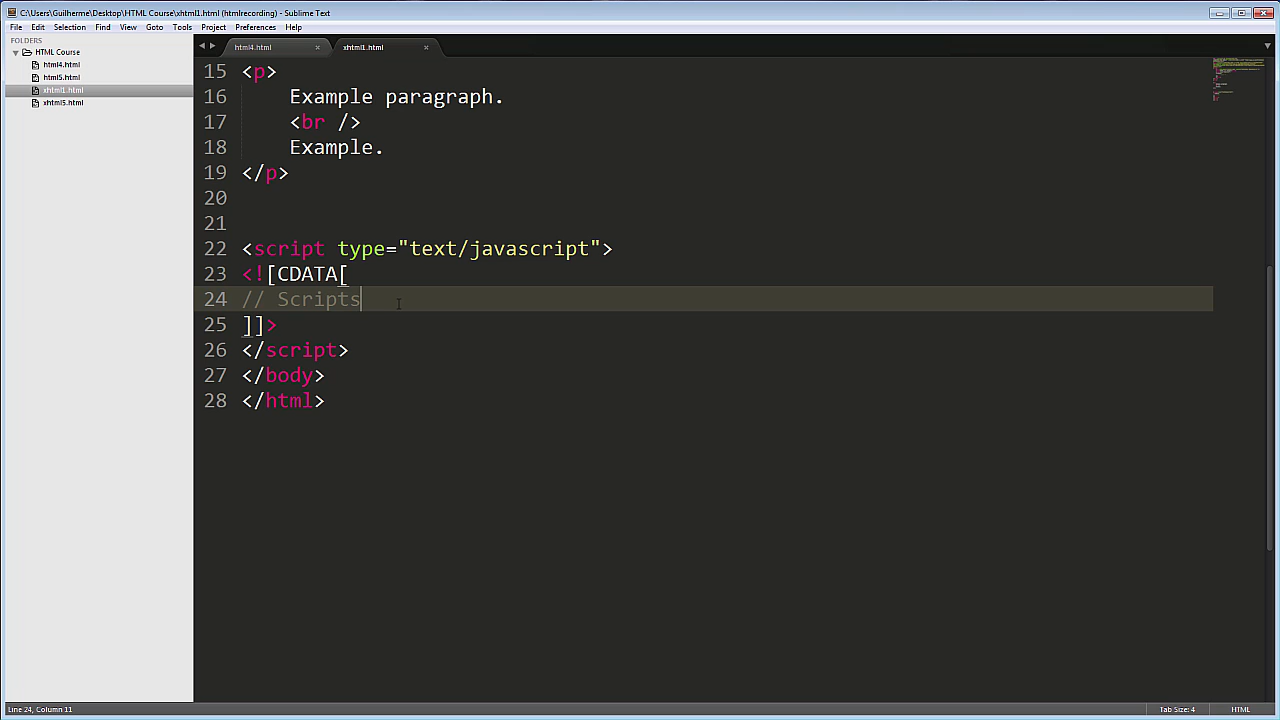 C:\Users\Guilherme\Desktop\HTML Course\xhtml1.html (htmlrecording) - Sublime Text
File Edit Selection Find View Goto Tools Project Preferences Help
FOLDERS
HTML Course
html4.html
html5.html
xhtml1.html
xhtml5.html
html4.html × xhtml1.html ×
15 <p>
16 Example paragraph.
17 <br />
18 Example.
19 </p>
20
21
22 <script type="text/javascript">
23 <![CDATA[
24 // Scripts
25 ]]>
26 </script>
27 </body>
28 </html>
Line 24, Column 11 Tab Size: 4 HTML